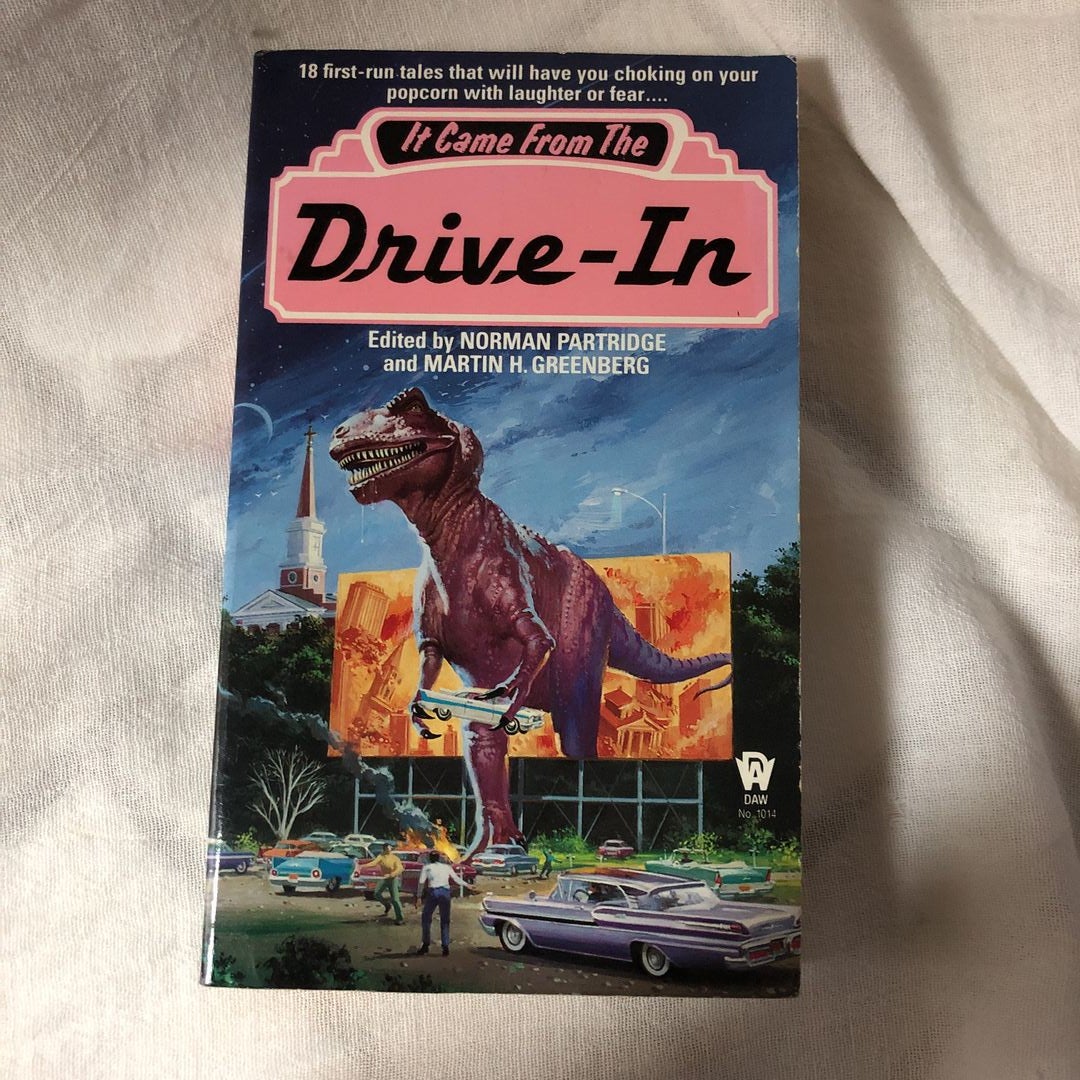 18 first-run tales that will have you choking on your
popcorn with laughter or fear....
It Came From The
Drive-In
Edited by NORMAN PARTRIDGE
and MARTIN H. GREENBERG
DAW
DAW
No. 1014